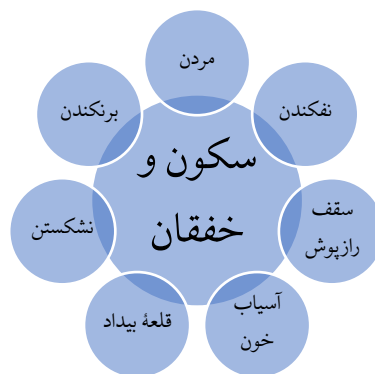 مردن
نفکندن
سقف
رازپوش
آسیاب
خون
قلعهٔ بیداد
نشکستن
برنکندن
سکون و
خفقان